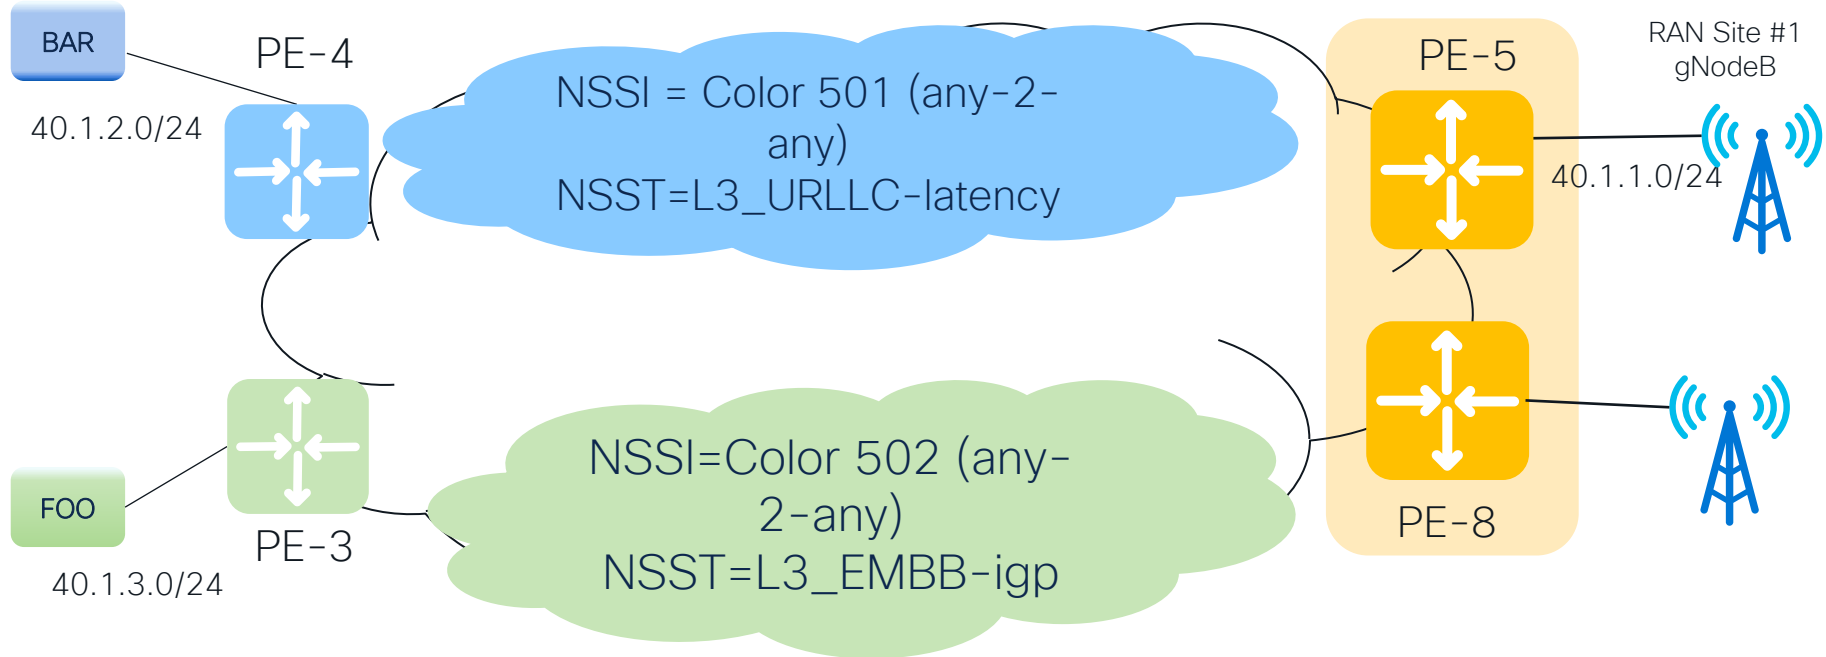 BAR
PE-4
40.1.2.0/24
NSSI = Color 501 (any-2-
any)
NSST=L3_URLLC-latency
PE-5
RAN Site #1
gNodeB
40.1.1.0/24
FOO
PE-3
40.1.3.0/24
NSSI=Color 502 (any-
2-any)
NSST=L3_EMBB-igp
PE-8